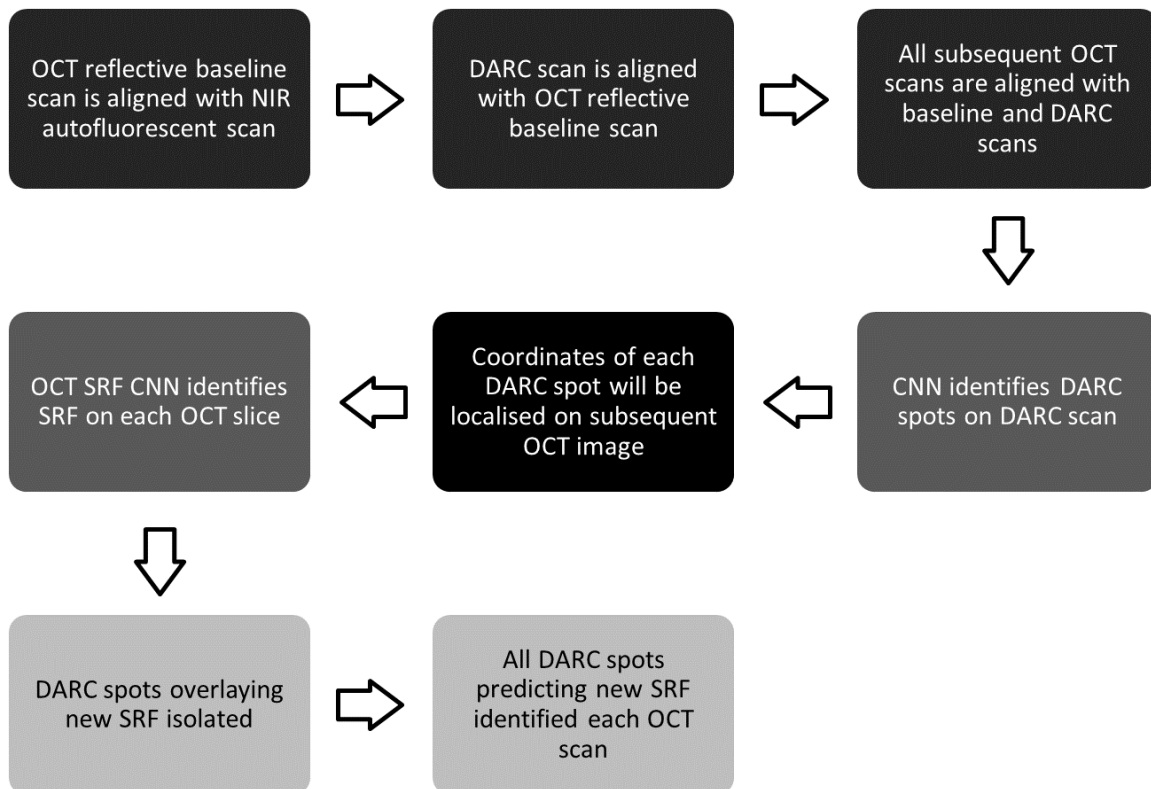 OCT reflective baseline
scan is aligned with NIR
autofluorescent scan
DARC scan is aligned
with OCT reflective
baseline scan
All subsequent OCT
scans are aligned with
baseline and DARC
scans
CNN identifies DARC
spots on DARC scan
Coordinates of each
DARC spot will be
localised on subsequent
OCT image
OCT SRF CNN identifies
SRF on each OCT slice
DARC spots overlaying
new SRF isolated
All DARC spots
predicting new SRF
identified each OCT
scan